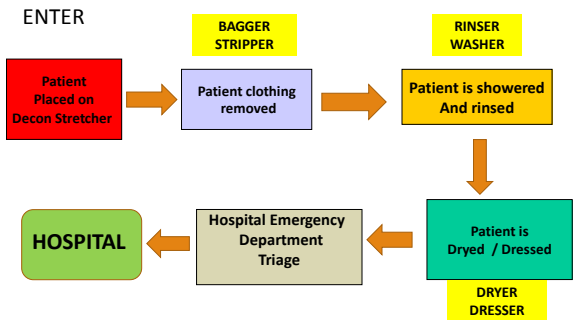 ENTER
BAGGER
STRIPPER
RINSER
WASHER
Patient
Placed on
Decon Stretcher
Patient clothing
removed
Patient is showered
And rinsed
HOSPITAL
Hospital Emergency
Department
Triage
Patient is
Dryed / Dressed
DRYER
DRESSER